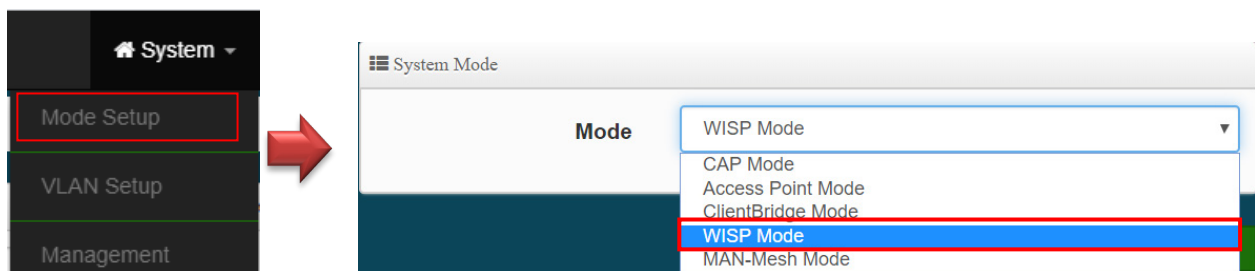 System
Mode Setup
VLAN Setup
Management
System Mode
Mode
WISP Mode
CAP Mode
Access Point Mode
ClientBridge Mode
WISP Mode
MAN-Mesh Mode